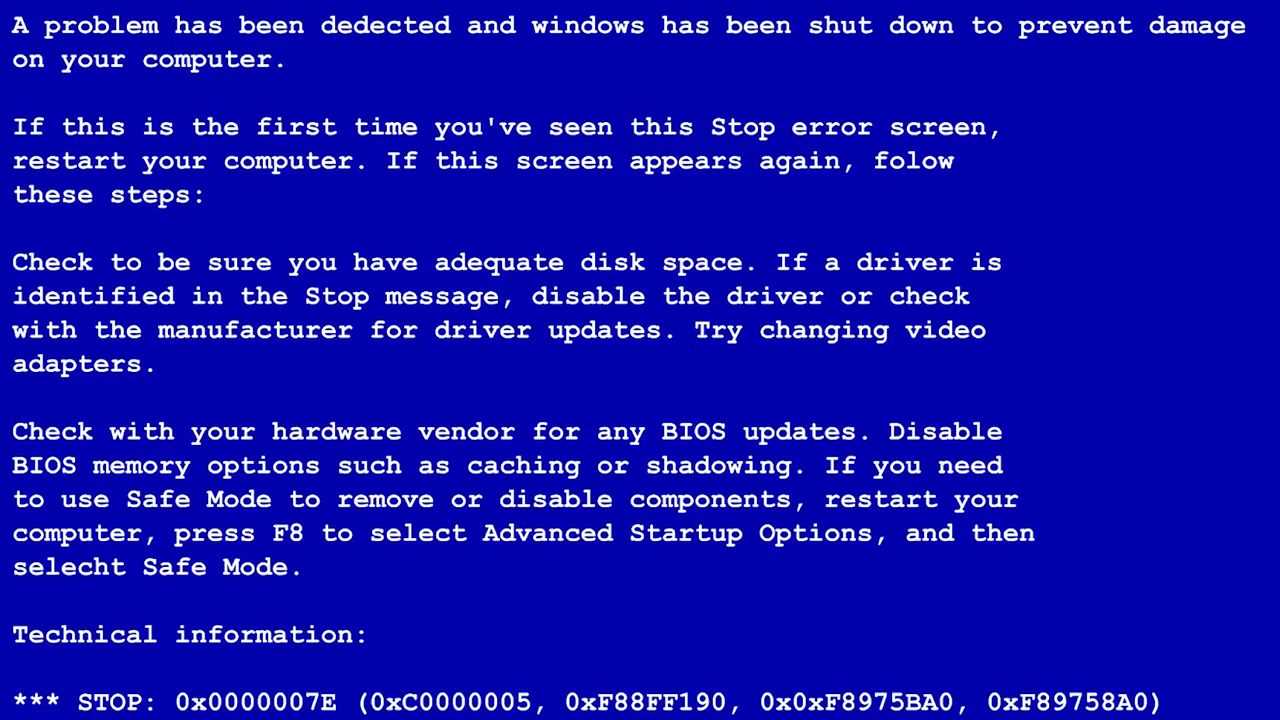 A problem has been dedected and windows has been shut down to prevent damage
on your computer.
If this is the first time you've seen this Stop error screen,
restart your computer. If this screen appears again, folow
these steps:
Check to be sure you have adequate disk space. If a driver is
identified in the Stop message, disable the driver or check
with the manufacturer for driver updates. Try changing video
adapters.
Check with your hardware vendor for any BIOS updates. Disable
BIOS memory options such as caching or shadowing. If you need
to use Safe Mode to remove or disable components, restart your
computer, press F8 to select Advanced Startup Options, and then
selecht Safe Mode.
Technical information:
*** STOP: 0x0000007E (0xC0000005, 0xF88FF190, 0x0xF8975BA0, 0xF89758A0)